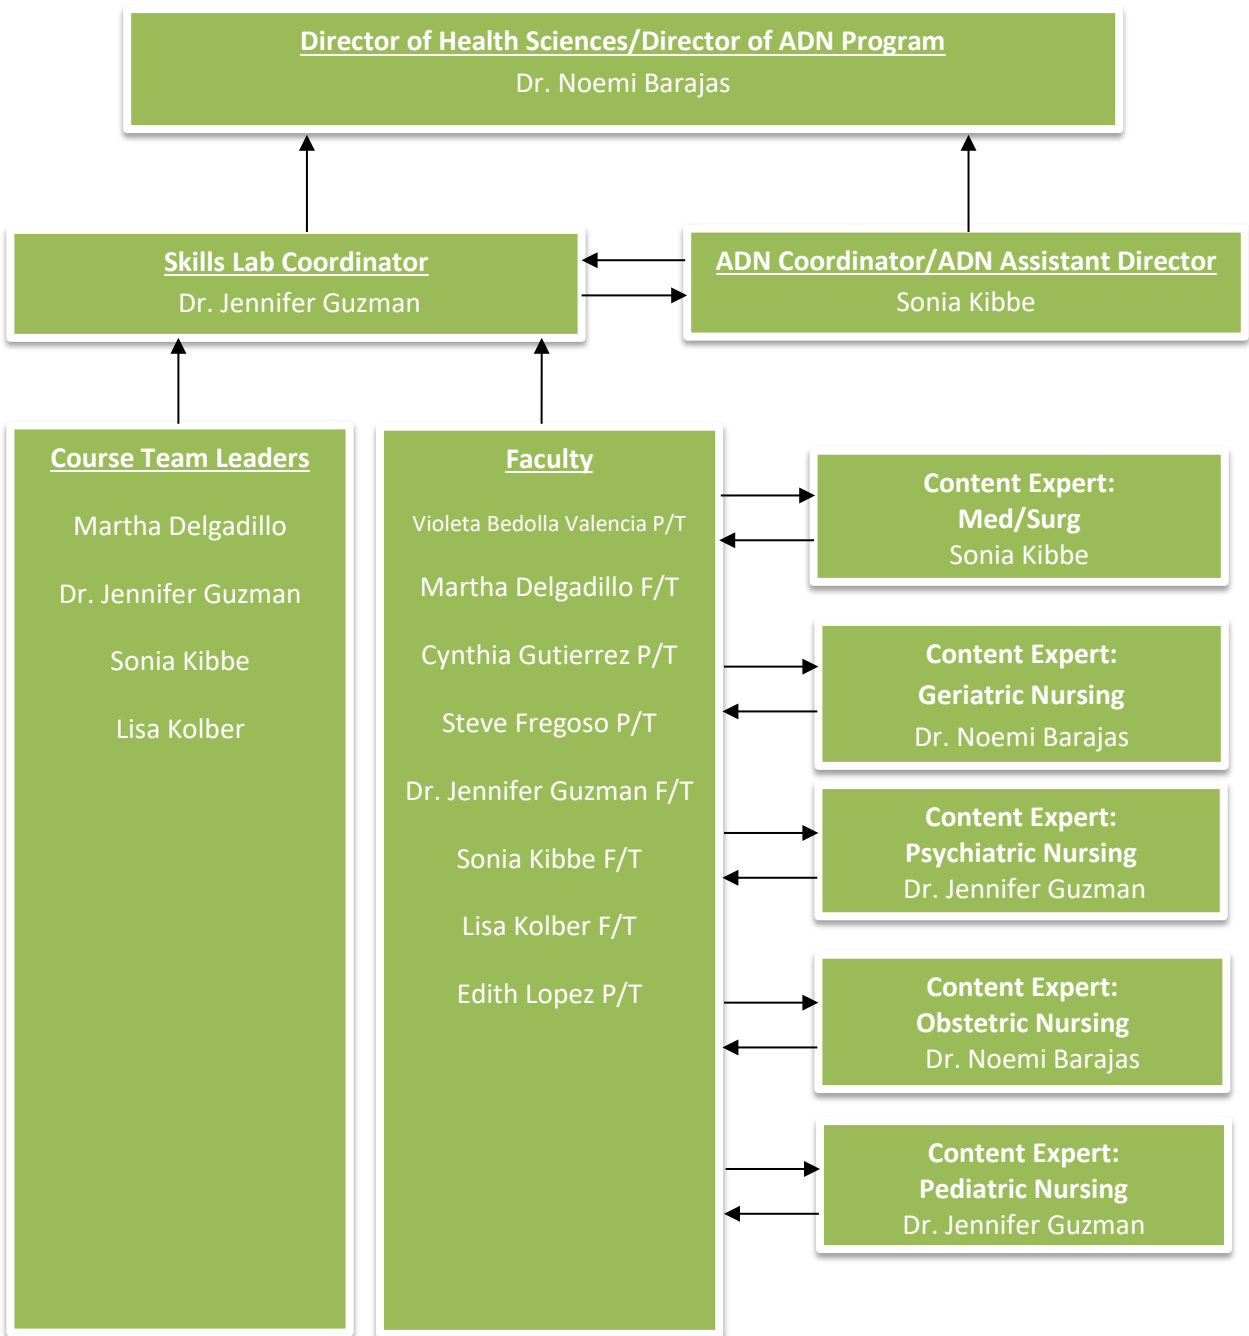 Director of Health Sciences/Director of ADN Program
Dr. Noemi Barajas
Skills Lab Coordinator
Dr. Jennifer Guzman
ADN Coordinator/ADN Assistant Director
Sonia Kibbe
Course Team Leaders
Martha Delgadillo
Dr. Jennifer Guzman
Sonia Kibbe
Lisa Kolber
Faculty
Violeta Bedolla Valencia P/T
Martha Delgadillo F/T
Cynthia Gutierrez P/T
Steve Fregoso P/T
Dr. Jennifer Guzman F/T
Sonia Kibbe F/T
Lisa Kolber F/T
Edith Lopez P/T
Content Expert:
Med/Surg
Sonia Kibbe
Content Expert:
Geriatric Nursing
Dr. Noemi Barajas
Content Expert:
Psychiatric Nursing
Dr. Jennifer Guzman
Content Expert:
Obstetric Nursing
Dr. Noemi Barajas
Content Expert:
Pediatric Nursing
Dr. Jennifer Guzman